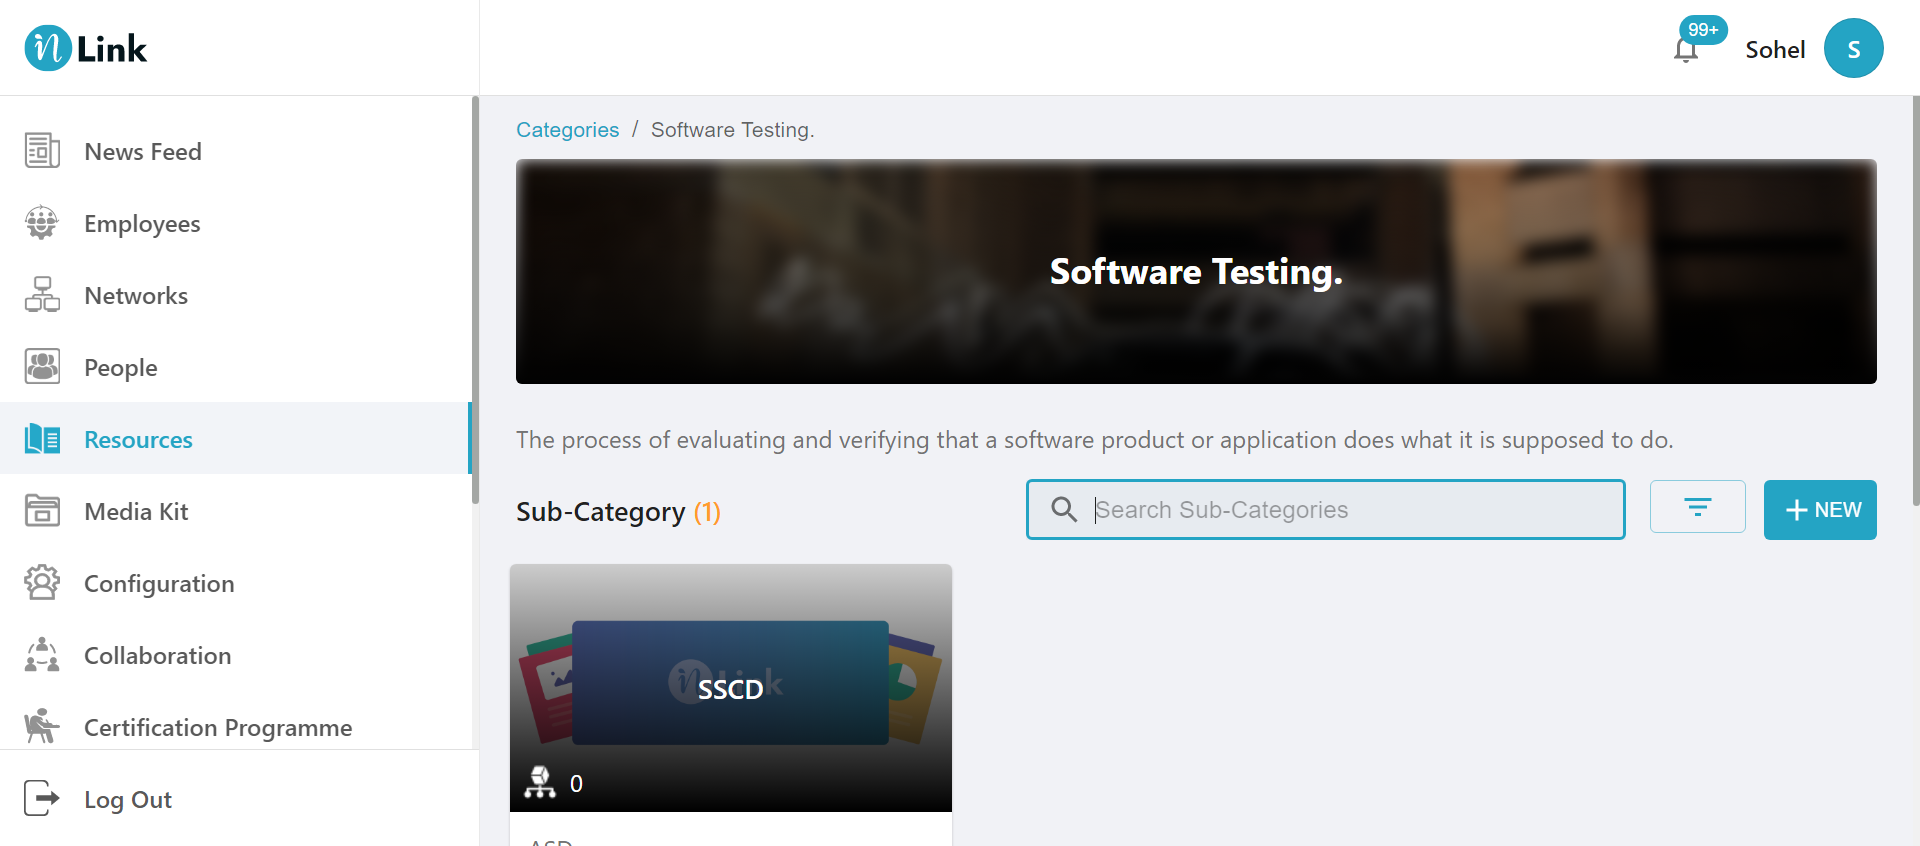 n Link
99+
Sohel
S
News Feed
Employees
Networks
People
Resources
Media Kit
Configuration
Collaboration
Certification Programme
Log Out
Categories / Software Testing.
Software Testing.
The process of evaluating and verifying that a software product or application does what it is supposed to do.
Sub-Category (1)
Search Sub-Categories
+ NEW
n Link
SSCD
0